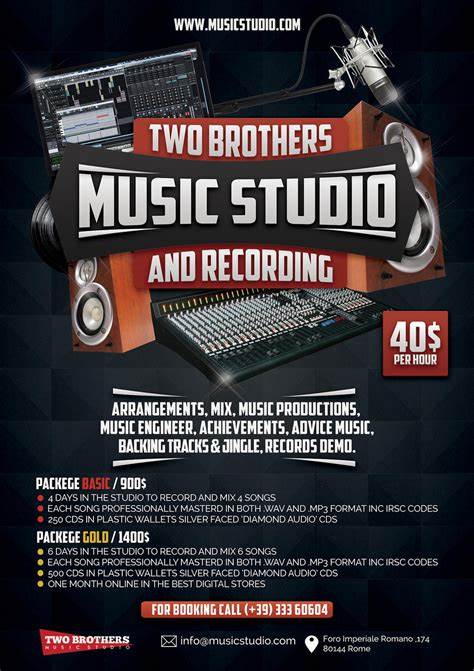 WWW.MUSICSTUDIO.COM
TWO BROTHERS
MUSIC STUDIO
AND RECORDING
40$
PER HOUR
ARRANGEMENTS, MIX, MUSIC PRODUCTIONS,
MUSIC ENGINEER, ACHIEVEMENTS, ADVICE MUSIC,
BACKING TRACKS & JINGLE, RECORDS DEMO.
PACKEGE BASIC / 900$
4 DAYS IN THE STUDIO TO RECORD AND MIX 4 SONGS
EACH SONG PROFESSIONALLY MASTERD IN BOTH .WAV AND .MP3 FORMAT INC IRSC CODES
250 CDS IN PLASTIC WALLETS SILVER FACED 'DIAMOND AUDIO' CDS
PACKEGE GOLD / 1400$
6 DAYS IN THE STUDIO TO RECORD AND MIX 6 SONGS
EACH SONG PROFESSIONALLY MASTERD IN BOTH .WAV AND .MP3 FORMAT INC IRSC CODES
500 CDS IN PLASTIC WALLETS SILVER FACED 'DIAMOND AUDIO' CDS
ONE MONTH ONLINE IN THE BEST DIGITAL STORES
FOR BOOKING CALL (+39) 333 60604
TWO BROTHERS
MUSIC STUDIO
info@musicstudio.com
Foro Imperiale Romano ,174
80144 Rome